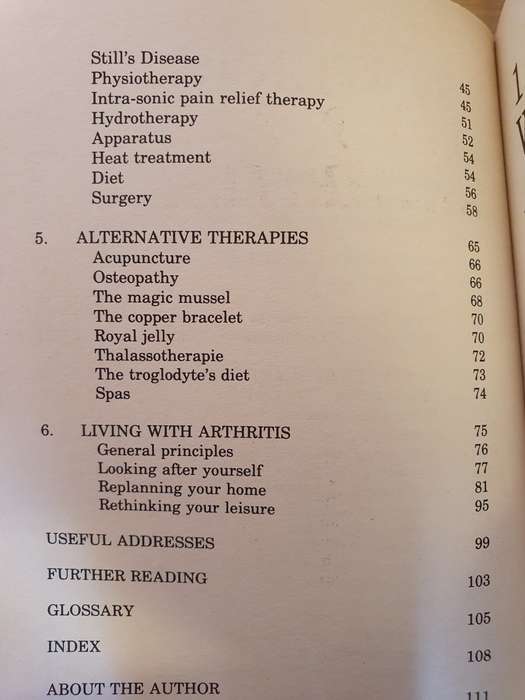 Still's Disease 45
Physiotherapy 45
Intra-sonic pain relief therapy 51
Hydrotherapy 52
Apparatus 54
Heat treatment 54
Diet 56
Surgery 58
5. ALTERNATIVE THERAPIES 65
Acupuncture 66
Osteopathy 66
The magic mussel 68
The copper bracelet 70
Royal jelly 70
Thalassotherapie 72
The troglodyte's diet 73
Spas 74
6. LIVING WITH ARTHRITIS 75
General principles 76
Looking after yourself 77
Replanning your home 81
Rethinking your leisure 95
USEFUL ADDRESSES 99
FURTHER READING 103
GLOSSARY 105
INDEX 108
ABOUT THE AUTHOR 111